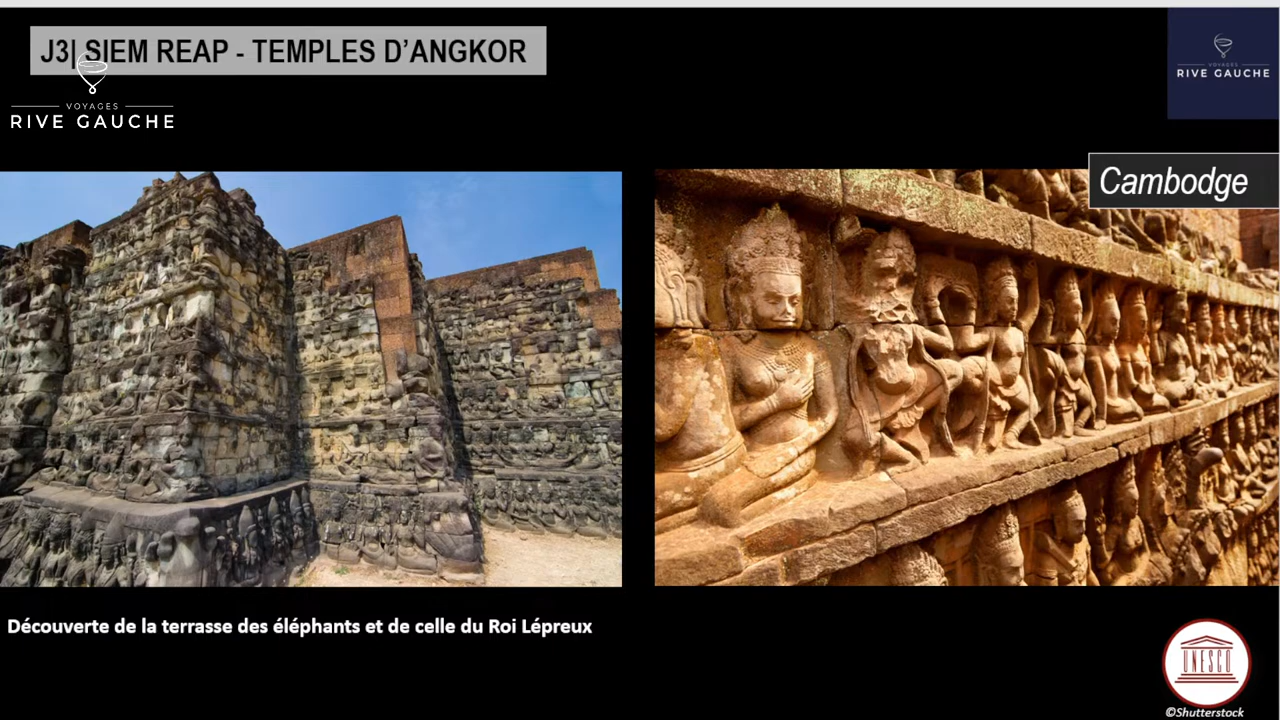 J3| SIEM REAP - TEMPLES D’ANGKOR
VOYAGES
RIVE GAUCHE
VOYAGES
RIVE GAUCHE
Cambodge
Découverte de la terrasse des éléphants et de celle du Roi Lépreux
UNESCO
©Shutterstock